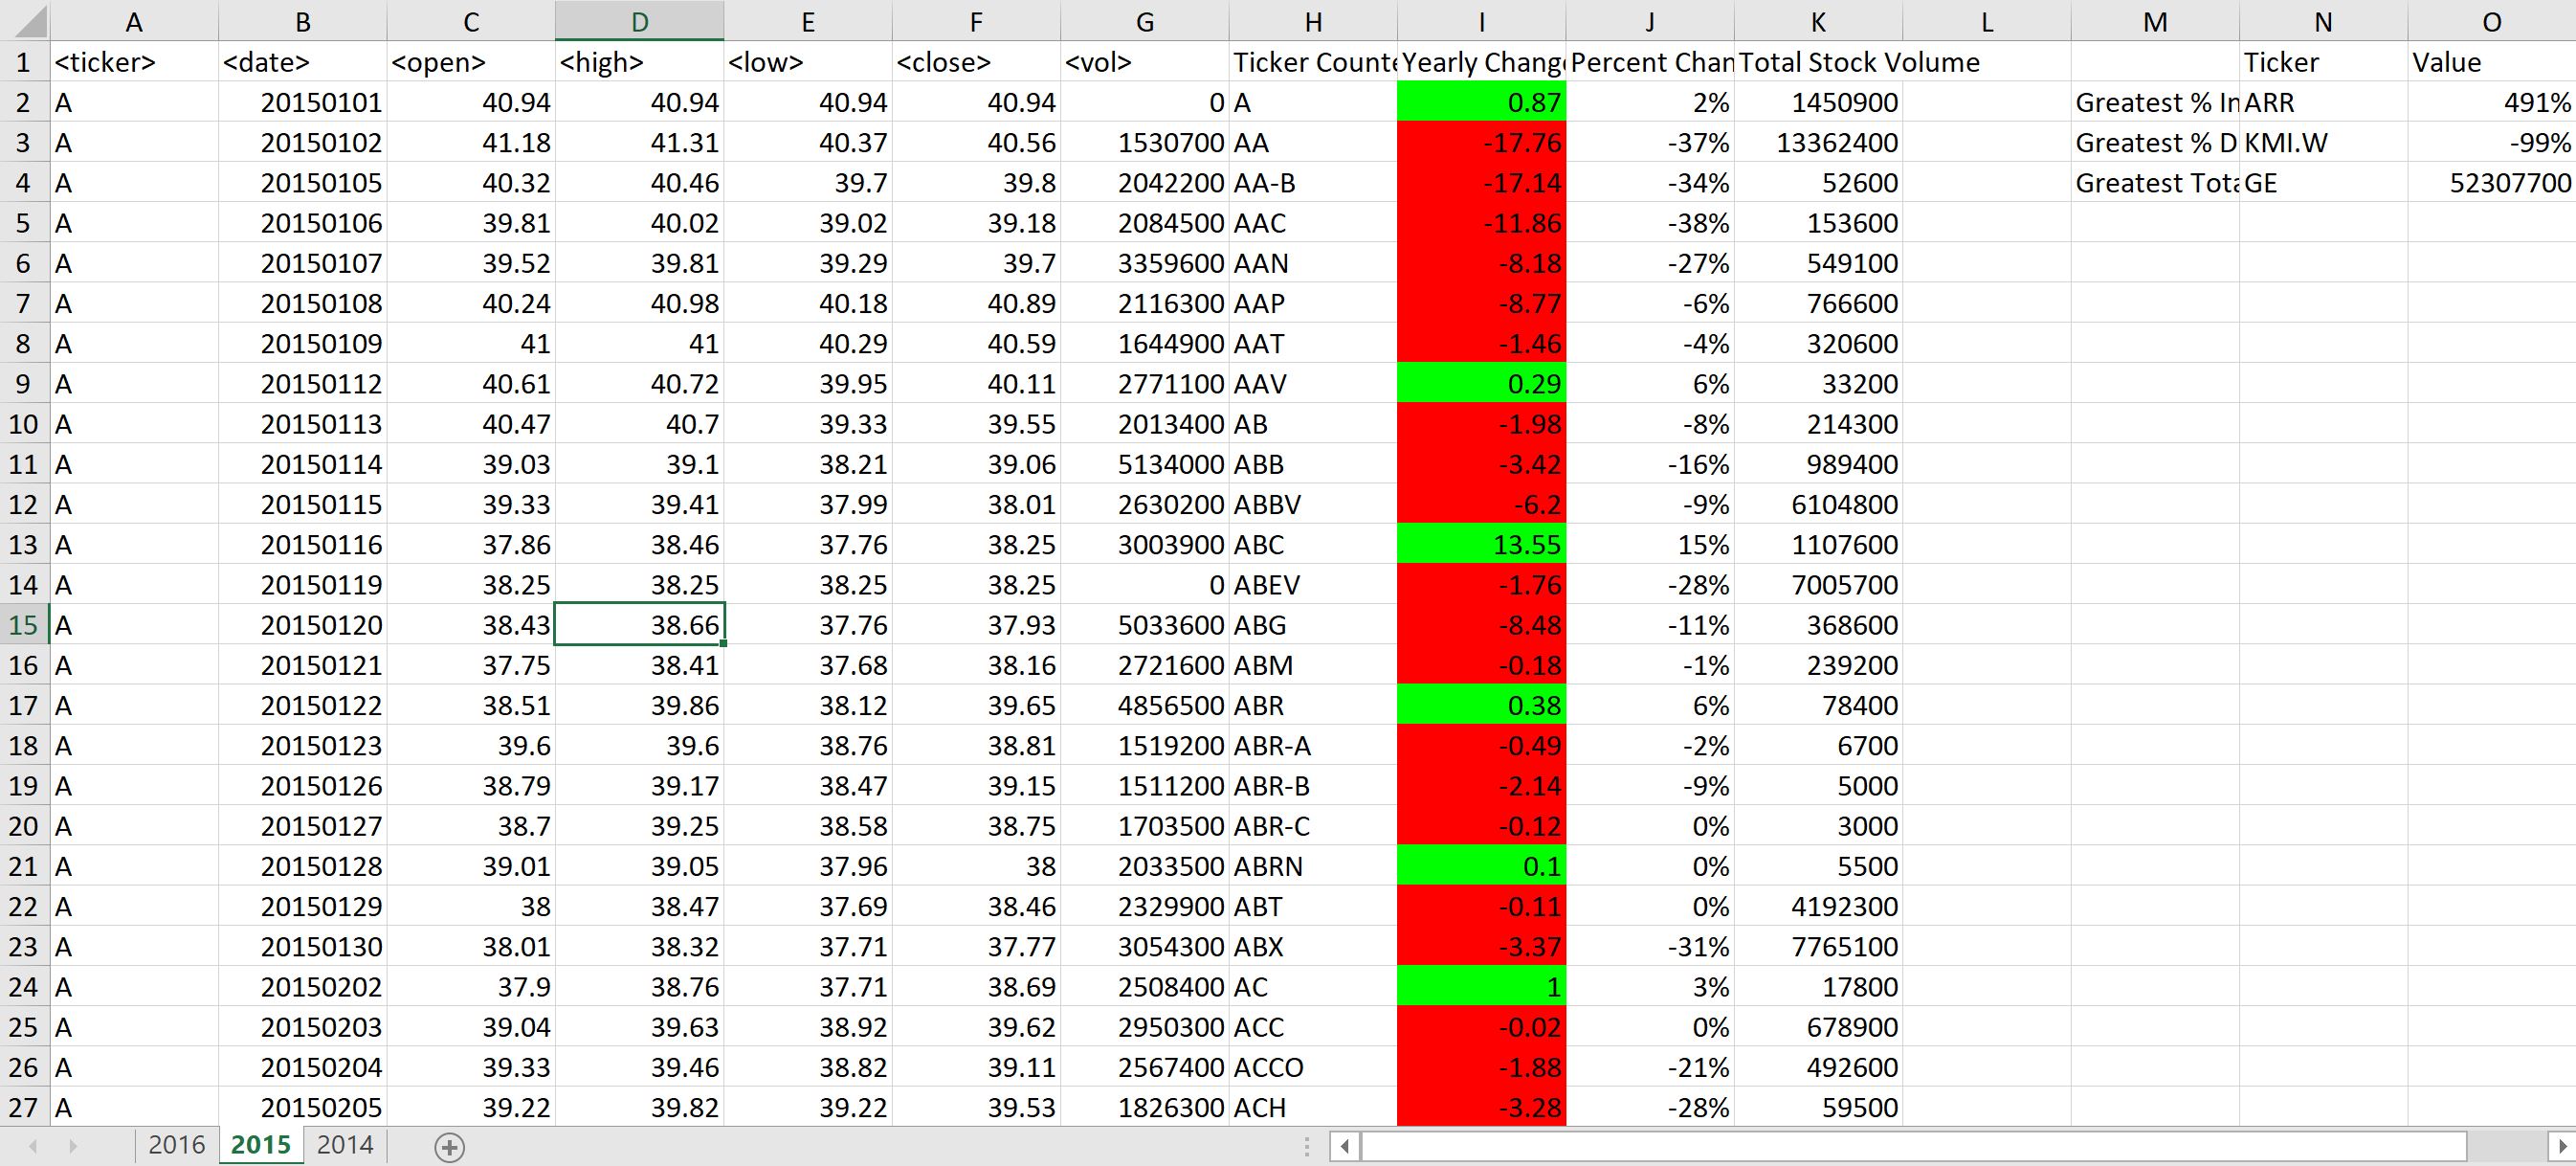 A B C D E F G H I J K L M N O
1 <ticker> <date> <open> <high> <low> <close> <vol> Ticker Counte Yearly Change Percent Chan Total Stock Volume Ticker Value
2 A 20150101 40.94 40.94 40.94 40.94 0 A 0.87 2% 1450900 Greatest % In ARR 491%
3 A 20150102 41.18 41.31 40.37 40.56 1530700 AA -17.76 -37% 13362400 Greatest % D KMI.W -99%
4 A 20150105 40.32 40.46 39.7 39.8 2042200 AA-B -17.14 -34% 52600 Greatest Tota GE 52307700
5 A 20150106 39.81 40.02 39.02 39.18 2084500 AAC -11.86 -38% 153600
6 A 20150107 39.52 39.81 39.29 39.7 3359600 AAN -8.18 -27% 549100
7 A 20150108 40.24 40.98 40.18 40.89 2116300 AAP -8.77 -6% 766600
8 A 20150109 41 41 40.29 40.59 1644900 AAT -1.46 -4% 320600
9 A 20150112 40.61 40.72 39.95 40.11 2771100 AAV 0.29 6% 33200
10 A 20150113 40.47 40.7 39.33 39.55 2013400 AB -1.98 -8% 214300
11 A 20150114 39.03 39.1 38.21 39.06 5134000 ABB -3.42 -16% 989400
12 A 20150115 39.33 39.41 37.99 38.01 2630200 ABBV -6.2 -9% 6104800
13 A 20150116 37.86 38.46 37.76 38.25 3003900 ABC 13.55 15% 1107600
14 A 20150119 38.25 38.25 38.25 38.25 0 ABEV -1.76 -28% 7005700
15 A 20150120 38.43 38.66 37.76 37.93 5033600 ABG -8.48 -11% 368600
16 A 20150121 37.75 38.41 37.68 38.16 2721600 ABM -0.18 -1% 239200
17 A 20150122 38.51 39.86 38.12 39.65 4856500 ABR 0.38 6% 78400
18 A 20150123 39.6 39.6 38.76 38.81 1519200 ABR-A -0.49 -2% 6700
19 A 20150126 38.79 39.17 38.47 39.15 1511200 ABR-B -2.14 -9% 5000
20 A 20150127 38.7 39.25 38.58 38.75 1703500 ABR-C -0.12 0% 3000
21 A 20150128 39.01 39.05 37.96 38 2033500 ABRN 0.1 0% 5500
22 A 20150129 38 38.47 37.69 38.46 2329900 ABT -0.11 0% 4192300
23 A 20150130 38.01 38.32 37.71 37.77 3054300 ABX -3.37 -31% 7765100
24 A 20150202 37.9 38.76 37.71 38.69 2508400 AC 1 3% 17800
25 A 20150203 39.04 39.63 38.92 39.62 2950300 ACC -0.02 0% 678900
26 A 20150204 39.33 39.46 38.82 39.11 2567400 ACCO -1.88 -21% 492600
27 A 20150205 39.22 39.82 39.22 39.53 1826300 ACH -3.28 -28% 59500
2016 2015 2014